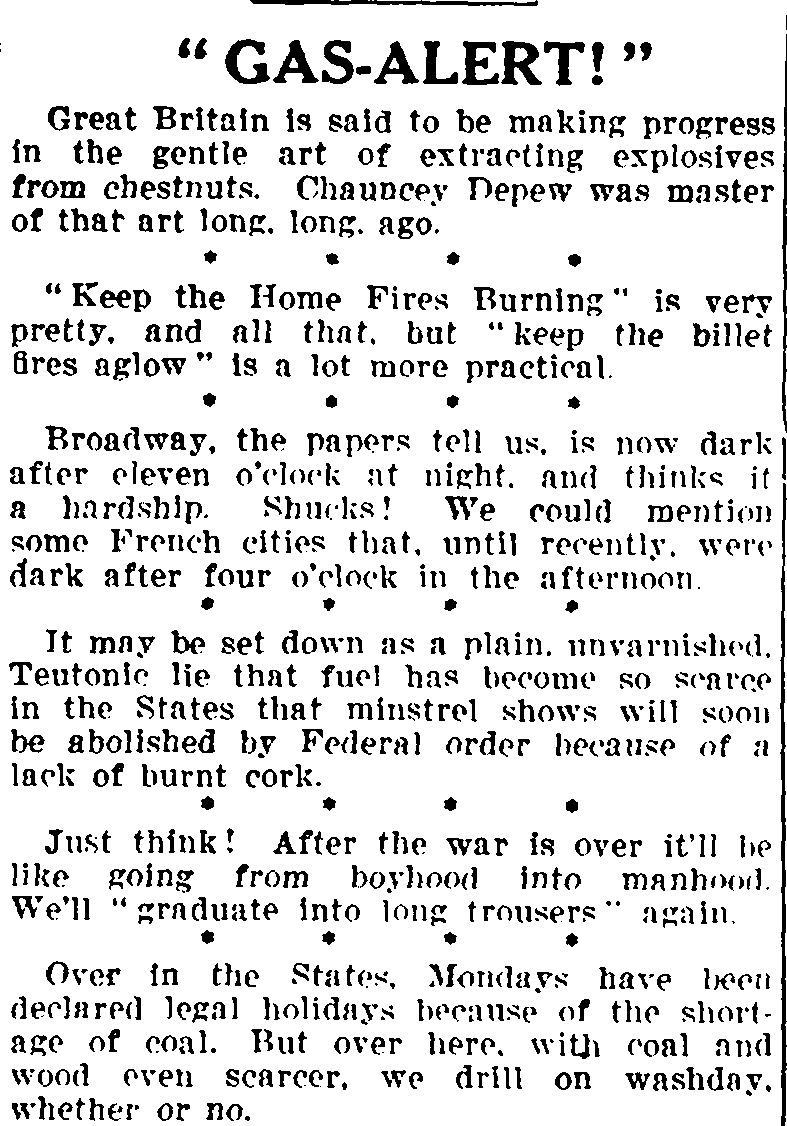 "GAS-ALERT!"
Great Britain is said to be making progress
in the gentle art of extracting explosives
from chestnuts. Chauncey Depew was master
of that art long, long, ago.
* * * *
"Keep the Home Fires Burning" is very
pretty, and all that, but "keep the billet
fires aglow" is a lot more practical.
* * * *
Broadway, the papers tell us, is now dark
after eleven o'clock at night, and thinks it
a hardship. Shucks! We could mention
some French cities that, until recently, were
dark after four o'clock in the afternoon.
* * * *
It may be set down as a plain, unvarnished,
Teutonic lie that fuel has become so scarce
in the States that minstrel shows will soon
be abolished by Federal order because of a
lack of burnt cork.
* * * *
Just think! After the war is over it'll be
like going from boyhood into manhood.
We'll "graduate into long trousers" again.
* * * *
Over in the States, Mondays have been
declared legal holidays because of the short-
age of coal. But over here, with coal and
wood even scarcer, we drill on washday,
whether or no.